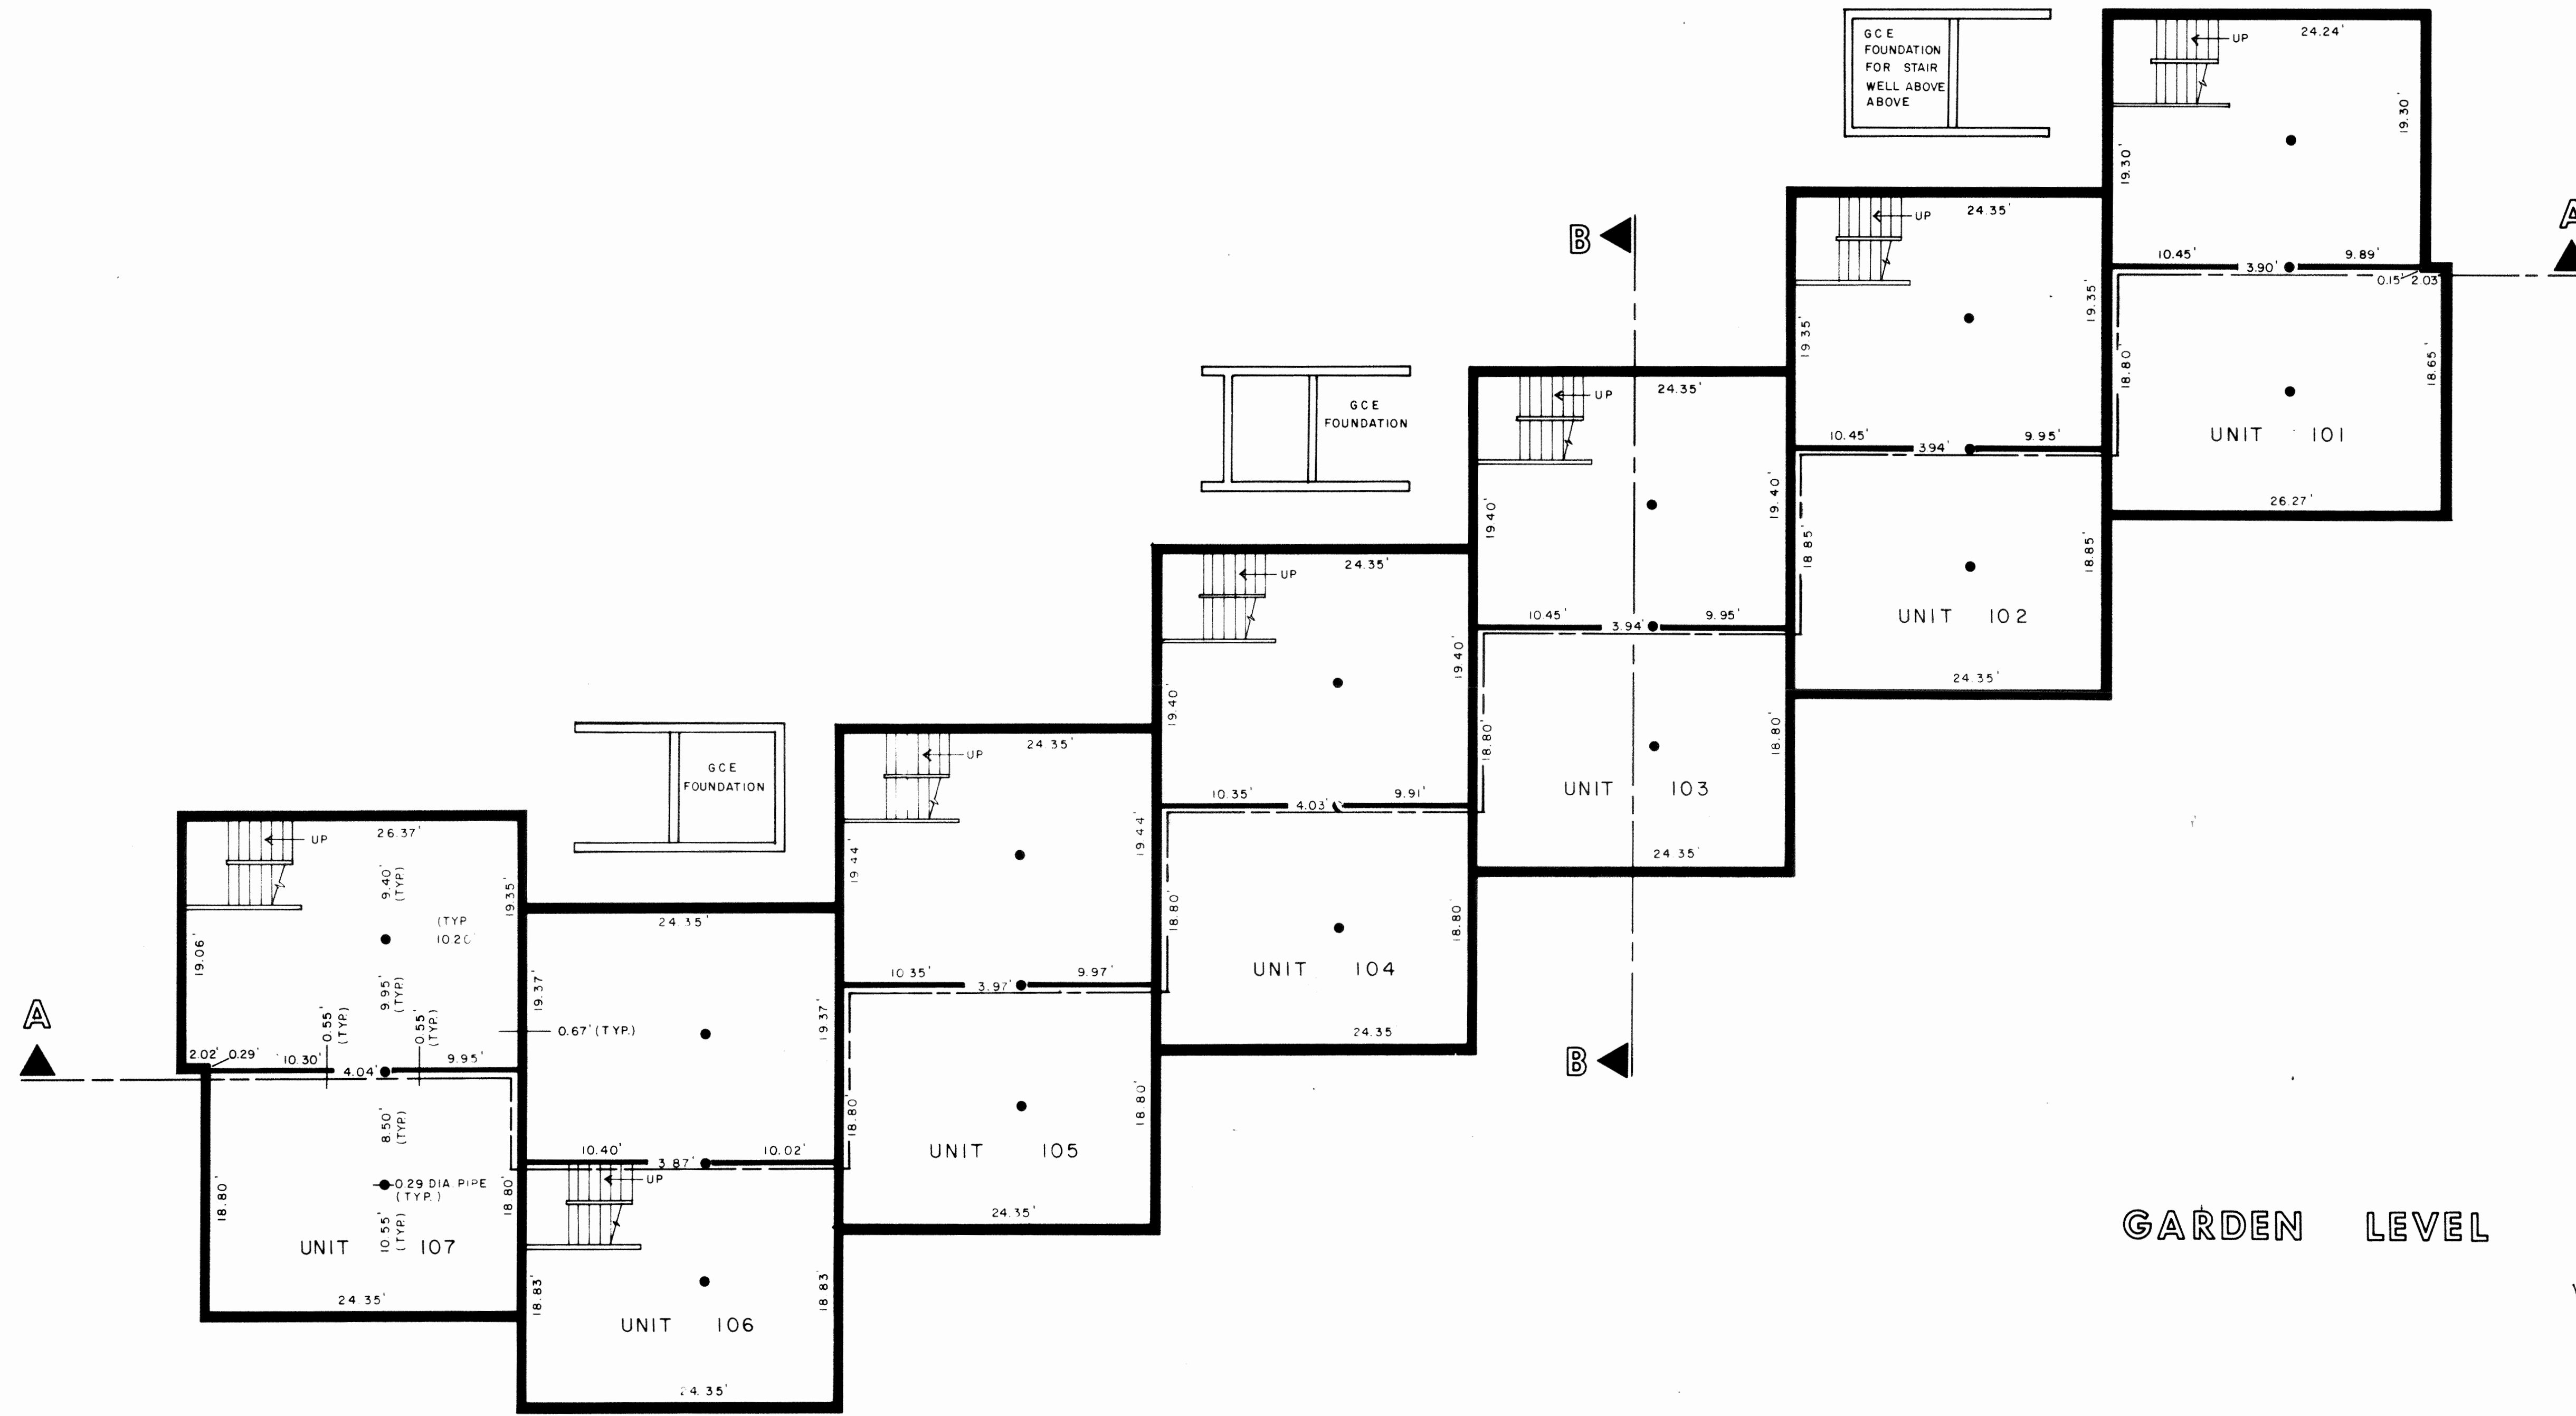 GCE
FOUNDATION
FOR STAIR
WELL ABOVE
ABOVE
UP
24.24'
19.30'
19.30'
10.45'
3.90'
9.89'
0.15'
2.03'
18.80'
18.65'
UNIT 101
26.27'
A
UP
24.35'
19.35'
19.35'
10.45'
3.94'
9.95'
18.85'
18.85'
UNIT 102
24.35'
B
UP
24.35'
19.40'
19.40'
10.45'
3.94'
9.95'
18.80'
18.80'
UNIT 103
24.35'
B
GCE
FOUNDATION
UP
24.35'
19.40'
19.40'
10.35'
4.03'
9.91'
18.80'
18.80'
UNIT 104
24.35
UP
24.35'
19.44'
19.44'
10.35'
3.97'
9.97'
18.80'
18.80'
UNIT 105
24.35'
GCE
FOUNDATION
24.35'
19.37'
19.37'
0.67' (TYP.)
10.40'
3.87'
10.02'
UP
18.83'
18.83'
UNIT 106
24.35'
UP
26.37'
9.40'
(TYP.)
19.35'
(TYP
10.20'
19.06'
9.95'
(TYP.)
0.55'
(TYP.)
0.55'
(TYP.)
2.02'
0.29'
10.30'
4.04'
9.95'
8.50'
(TYP.)
0.29 DIA. PIPE
(TYP.)
18.80'
18.80'
10.55'
(TYP.)
UNIT 107
24.35'
A
GARDEN LEVEL